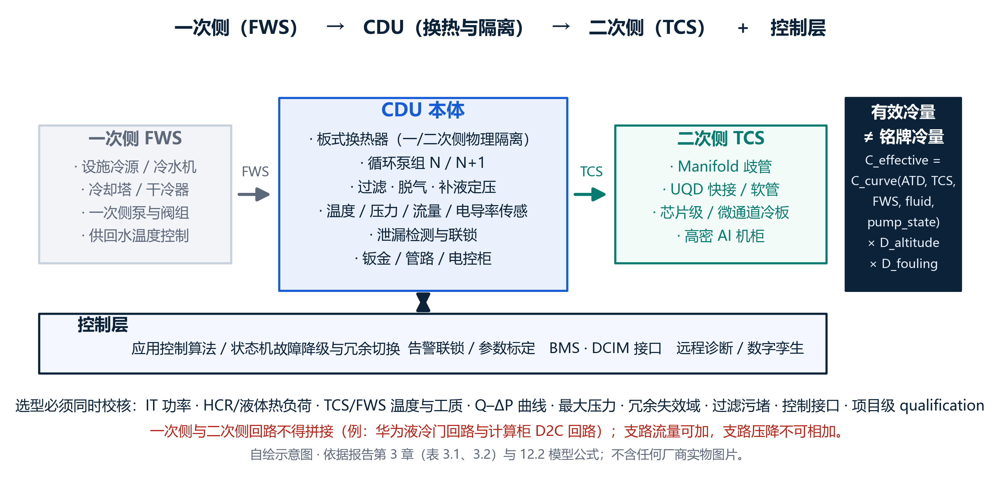 一次侧（FWS） → CDU（换热与隔离） → 二次侧（TCS） + 控制层
一次侧 FWS
· 设施冷源 / 冷水机
· 冷却塔 / 干冷器
· 一次侧泵与阀组
· 供回水温度控制
FWS
CDU 本体
· 板式换热器（一/二次侧物理隔离）
· 循环泵组 N / N+1
· 过滤 · 脱气 · 补液定压
· 温度 / 压力 / 流量 / 电导率传感
· 泄漏检测与联锁
· 钣金 / 管路 / 电控柜
TCS
二次侧 TCS
· Manifold 歧管
· UQD 快接 / 软管
· 芯片级 / 微通道冷板
· 高密 AI 机柜
有效冷量
≠ 铭牌冷量
C_effective =
C_curve(ATD, TCS,
FWS, fluid,
pump_state)
× D_altitude
× D_fouling
控制层
应用控制算法 / 状态机故障降级与冗余切换 告警联锁 / 参数标定 BMS · DCIM 接口 远程诊断 / 数字孪生
选型必须同时校核：IT 功率 · HCR/液体热负荷 · TCS/FWS 温度与工质 · Q–ΔP 曲线 · 最大压力 · 冗余失效域 · 过滤污堵 · 控制接口 · 项目级 qualification
一次侧与二次侧回路不得拼接（例：华为液冷门回路与计算柜 D2C 回路）；支路流量可加，支路压降不可相加。
自绘示意图 · 依据报告第 3 章（表 3.1、3.2）与 12.2 模型公式；不含任何厂商实物图片。